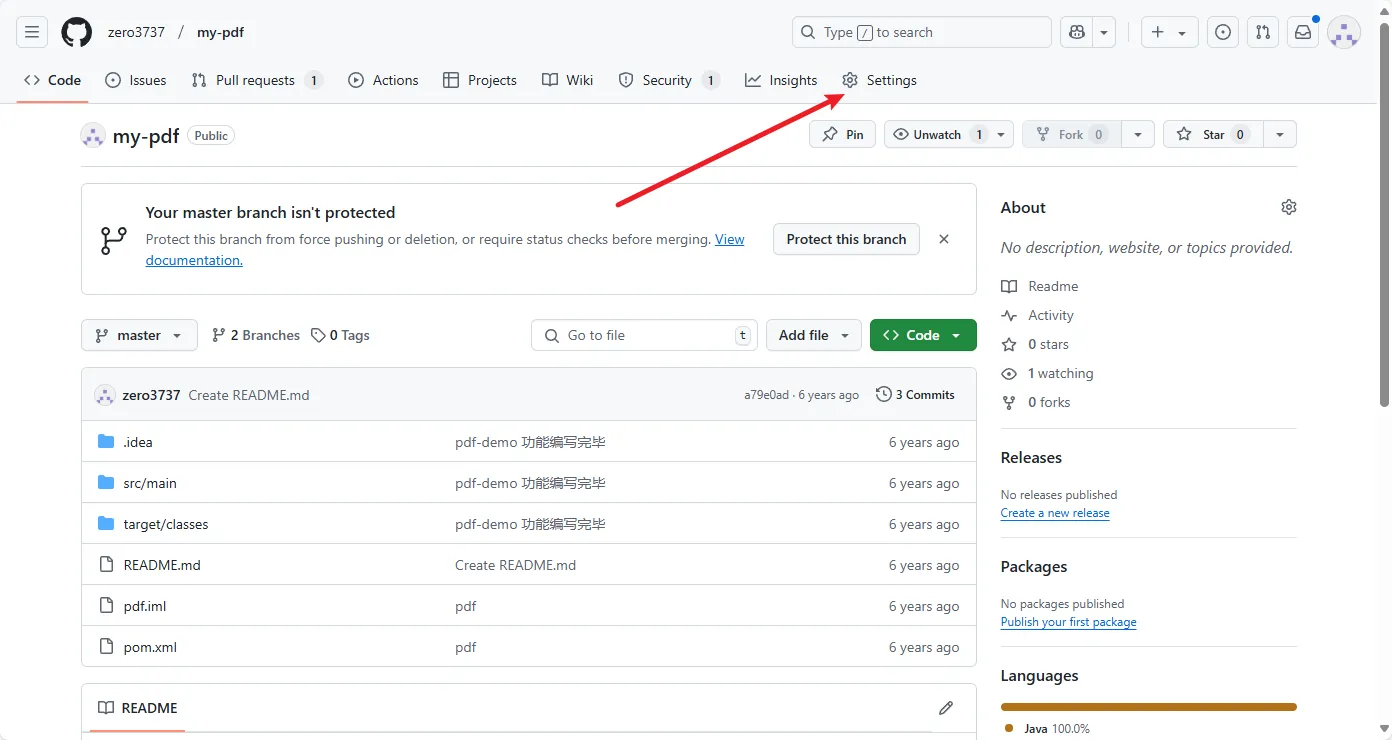 zero3737 / my-pdf
Type / to search
Code
Issues
Pull requests 1
Actions
Projects
Wiki
Security 1
Insights
Settings
my-pdf Public
Pin
Unwatch 1
Fork 0
Star 0
Your master branch isn't protected
Protect this branch from force pushing or deletion, or require status checks before merging. View
documentation.
Protect this branch
master
2 Branches
0 Tags
Go to file t
Add file
Code
zero3737 Create README.md a79e0ad · 6 years ago 3 Commits
.idea pdf-demo 功能编写完毕 6 years ago
src/main pdf-demo 功能编写完毕 6 years ago
target/classes pdf-demo 功能编写完毕 6 years ago
README.md Create README.md 6 years ago
pdf.iml pdf 6 years ago
pom.xml pdf 6 years ago
README
About
No description, website, or topics provided.
Readme
Activity
0 stars
1 watching
0 forks
Releases
No releases published
Create a new release
Packages
No packages published
Publish your first package
Languages
Java 100.0%